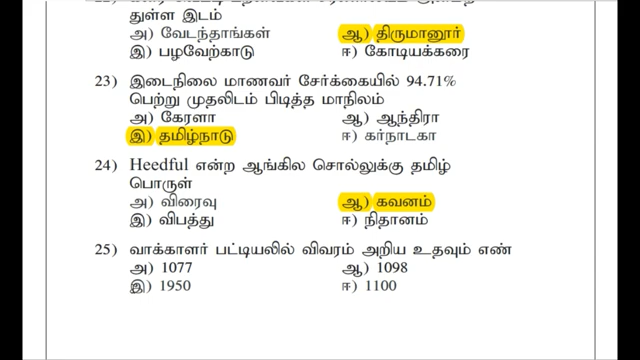 துள்ள இடம்
அ) வேடந்தாங்கள் ஆ) திருமானூர்
இ) பழவேற்காடு ஈ) கோடியக்கரை
23) இடைநிலை மாணவர் சேர்க்கையில் 94.71%
பெற்று முதலிடம் பிடித்த மாநிலம்
அ) கேரளா ஆ) ஆந்திரா
இ) தமிழ்நாடு ஈ) கர்நாடகா
24) Heedful என்ற ஆங்கில சொல்லுக்கு தமிழ்
பொருள்
அ) விரைவு ஆ) கவனம்
இ) விபத்து ஈ) நிதானம்
25) வாக்காளர் பட்டியலில் விவரம் அறிய உதவும் எண்
அ) 1077 ஆ) 1098
இ) 1950 ஈ) 1100